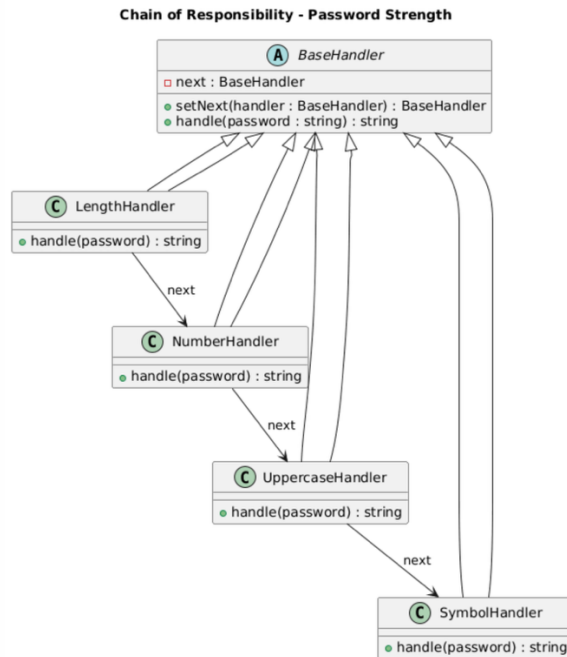 Chain of Responsibility - Password Strength
A BaseHandler
next : BaseHandler
setNext(handler : BaseHandler) : BaseHandler
handle(password : string) : string
C LengthHandler
handle(password) : string
next
C NumberHandler
handle(password) : string
next
C UppercaseHandler
handle(password) : string
next
C SymbolHandler
handle(password) : string